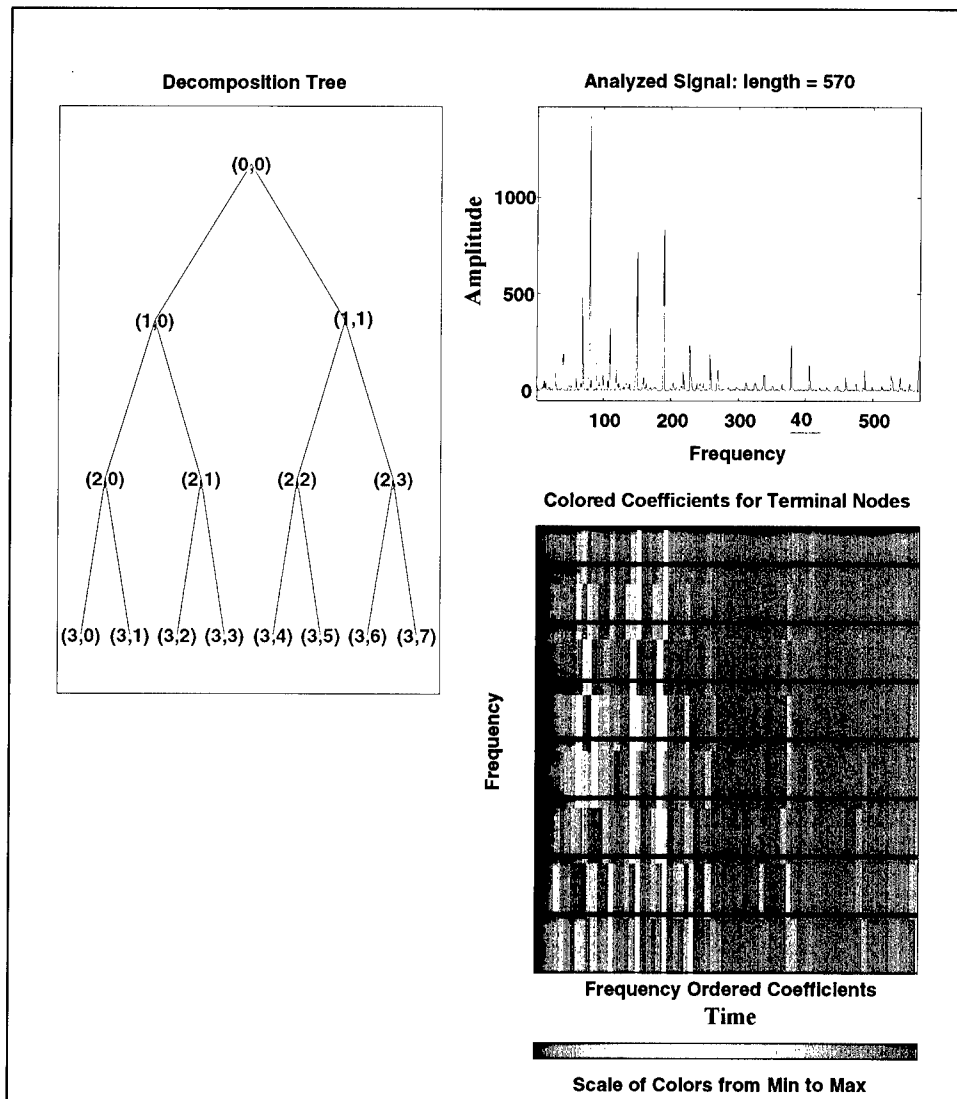 Decomposition Tree
(0,0)
(1,0) (1,1)
(2,0) (2,1) (2,2) (2,3)
(3,0) (3,1) (3,2) (3,3) (3,4) (3,5) (3,6) (3,7)
Analyzed Signal: length = 570
Amplitude
1000
500
0
100 200 300 40 500
Frequency
Colored Coefficients for Terminal Nodes
Frequency
Frequency Ordered Coefficients
Time
Scale of Colors from Min to Max